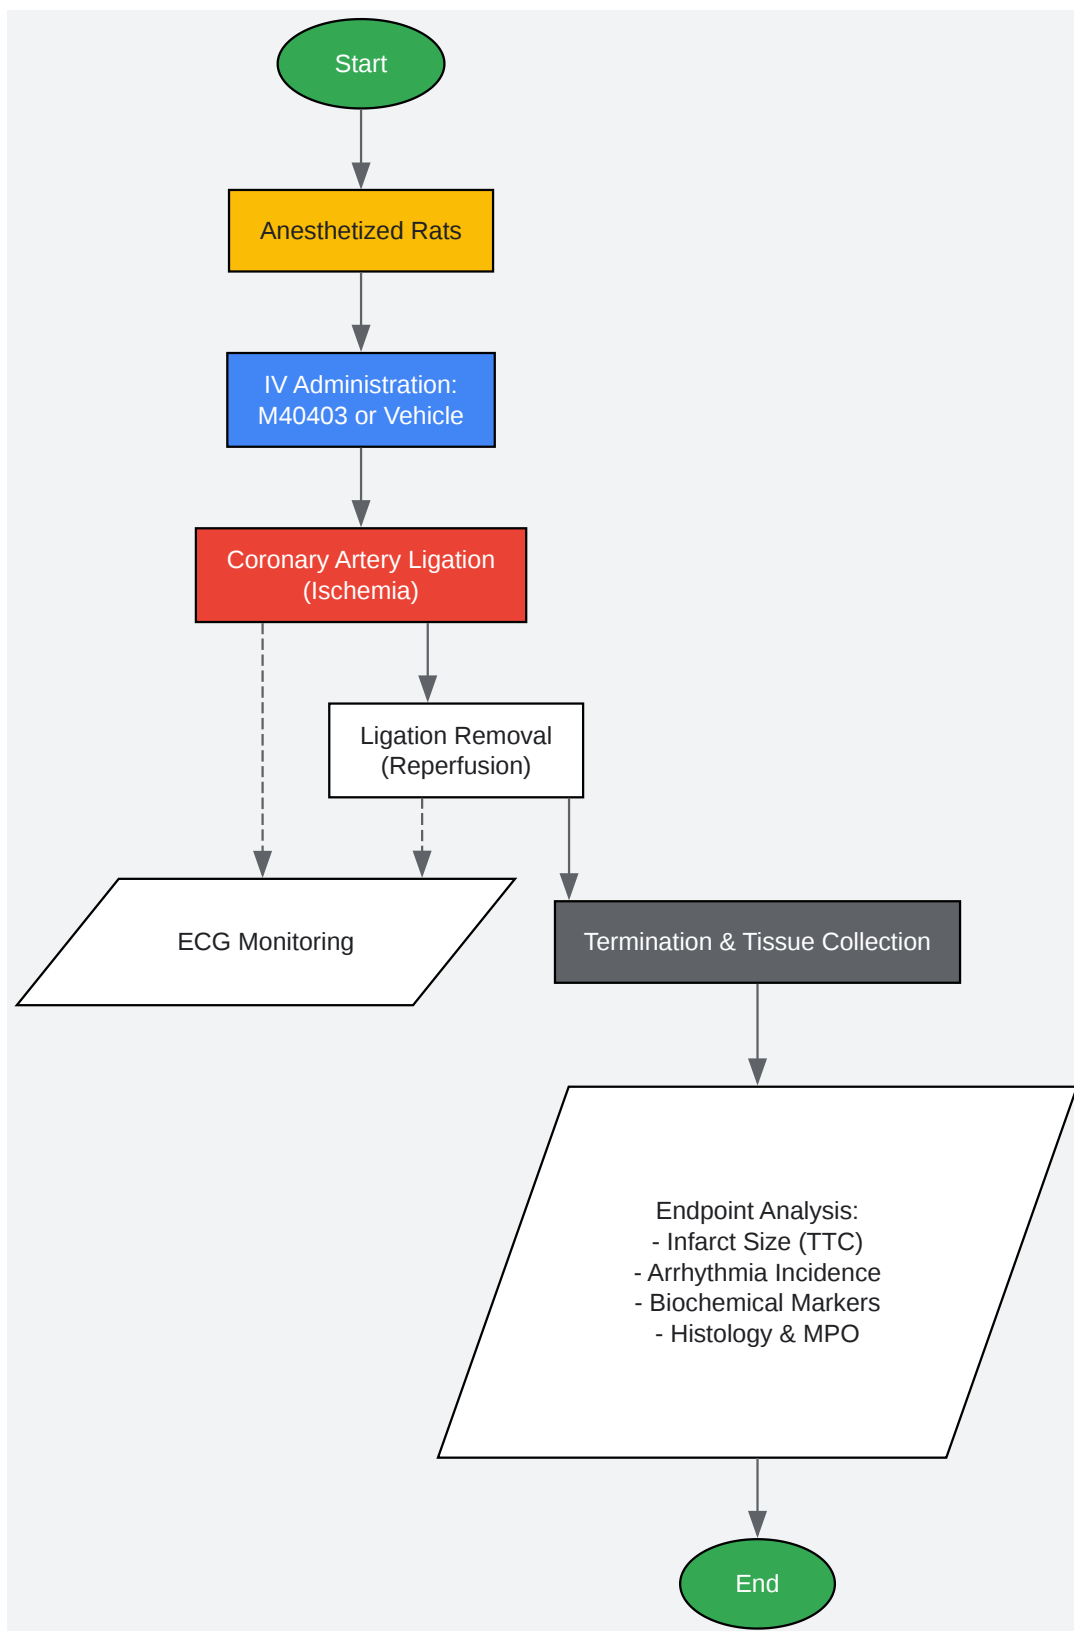 Start
Anesthetized Rats
IV Administration:
M40403 or Vehicle
Coronary Artery Ligation
(Ischemia)
Ligation Removal
(Reperfusion)
ECG Monitoring
Termination & Tissue Collection
Endpoint Analysis:
- Infarct Size (TTC)
- Arrhythmia Incidence
- Biochemical Markers
- Histology & MPO
End